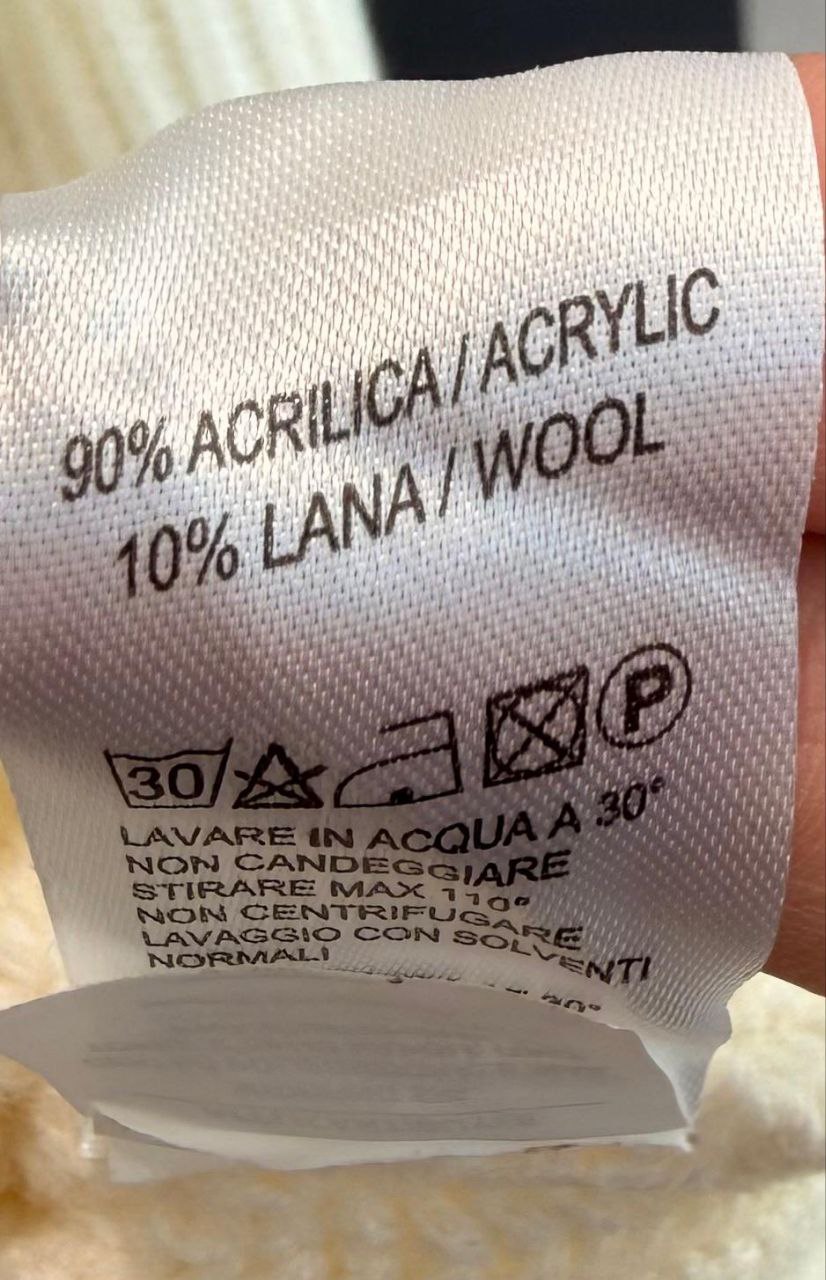 90% ACRILICA / ACRYLIC
10% LANA / WOOL
30 P
LAVARE IN ACQUA A 30°
NON CANDEGGIARE
STIRARE MAX 110°
NON CENTRIFUGARE
LAVAGGIO CON SOLVENTI
NORMALI
30°